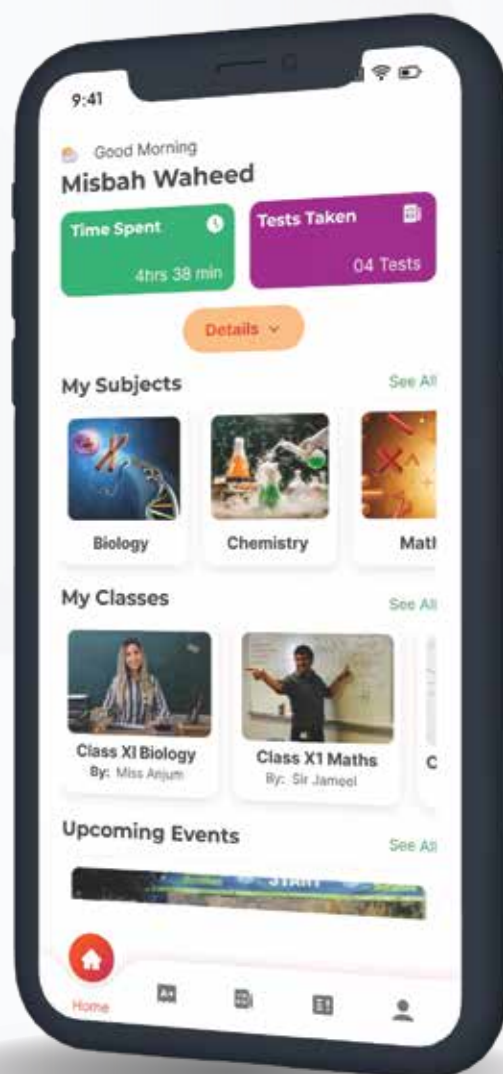 9:41
Good Morning
Misbah Waheed
Time Spent
4hrs 38 min
Tests Taken
04 Tests
Details
My Subjects
See All
Biology
Chemistry
Mat
My Classes
See All
Class XI Biology
By: Miss Anjum
Class X1 Maths
By: Sir Jameel
C
Upcoming Events
See All
START
Home
A+